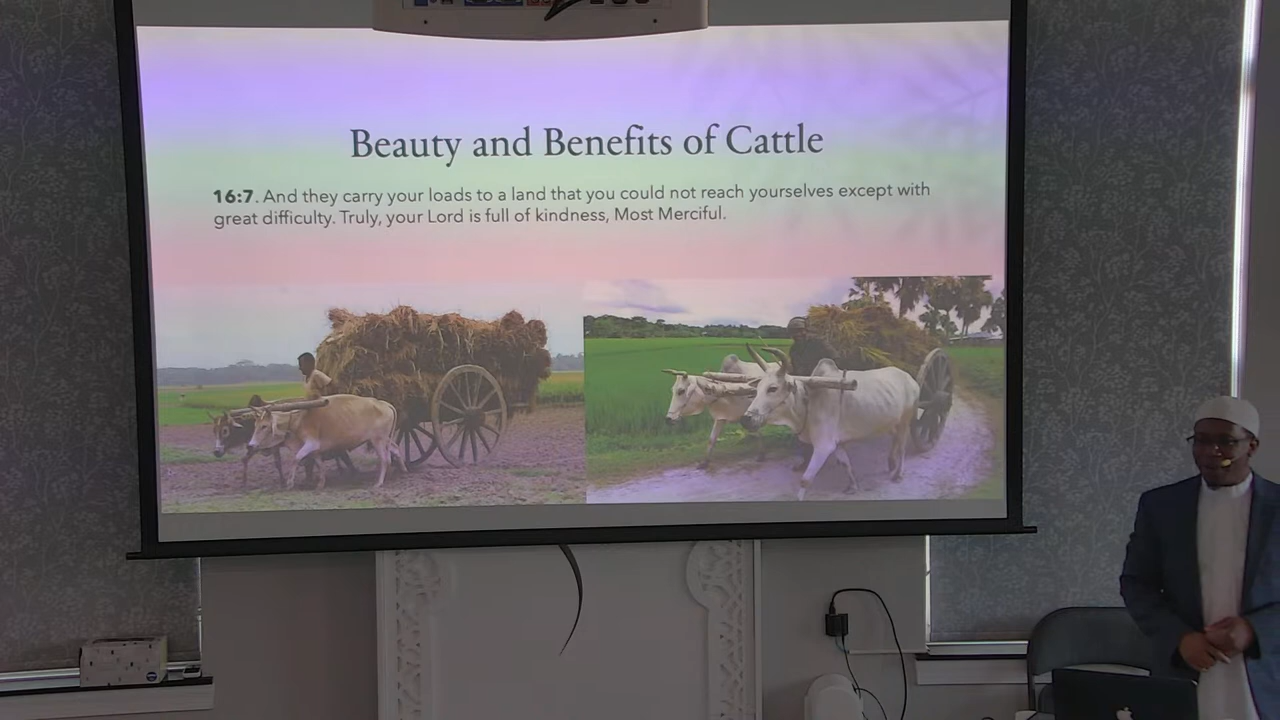 Beauty and Benefits of Cattle
16:7. And they carry your loads to a land that you could not reach yourselves except with
great difficulty. Truly, your Lord is full of kindness, Most Merciful.